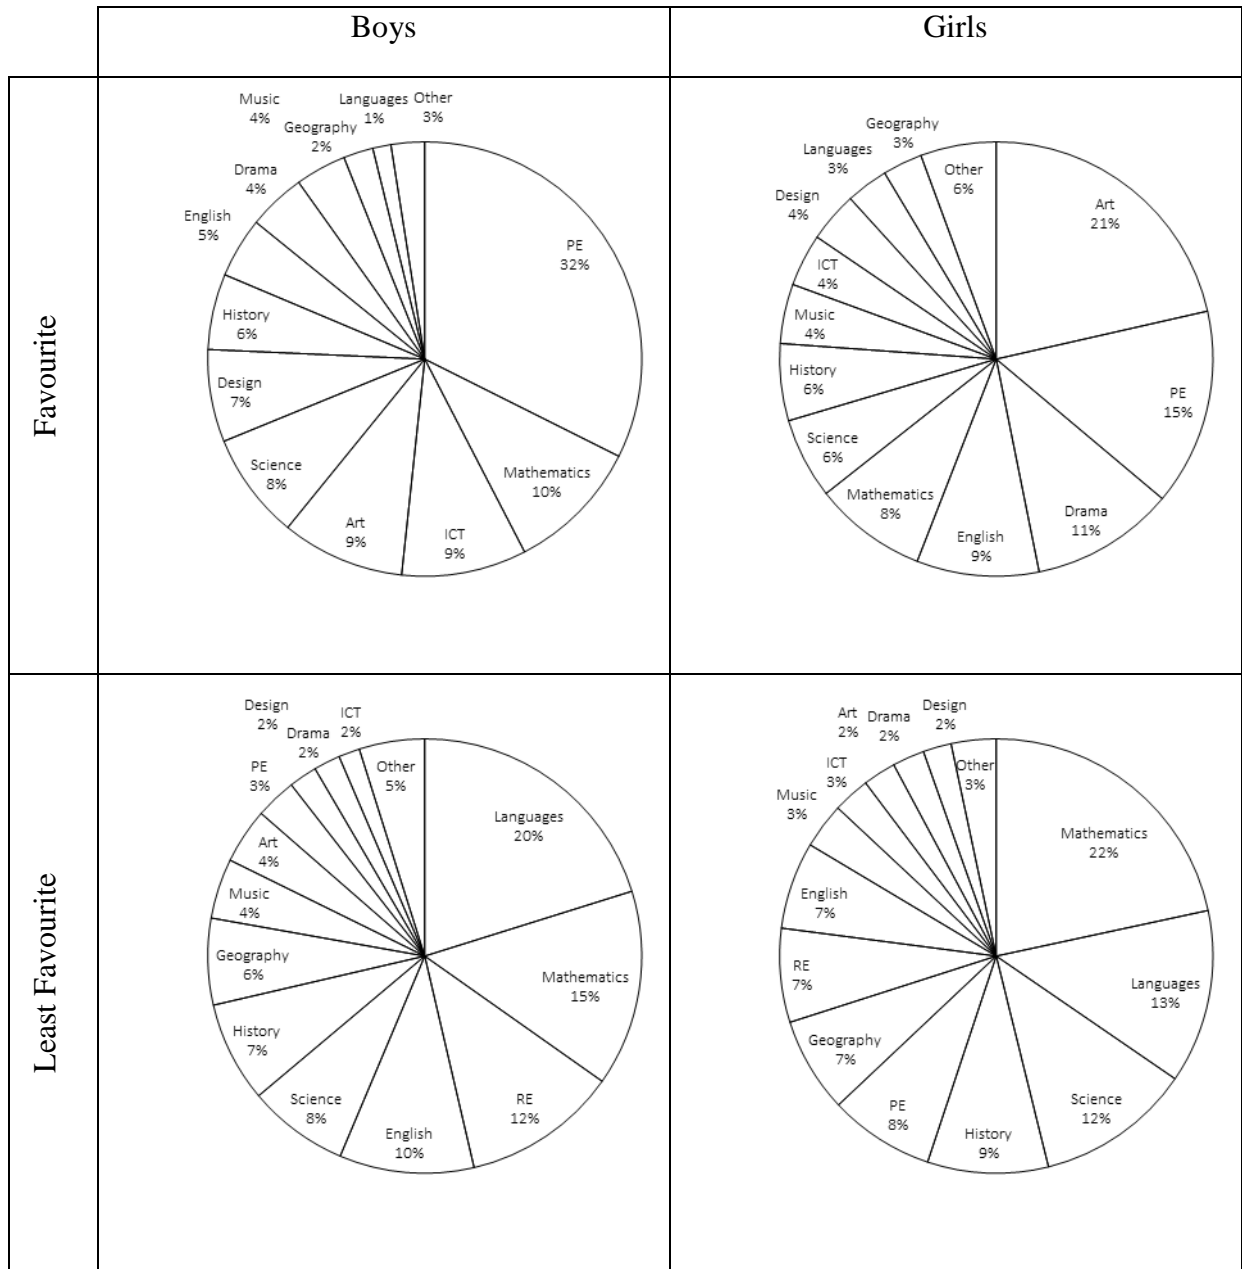 Boys
Girls
Favourite
Music
4%
Geography
2%
Languages
1%
Other
3%
Drama
4%
English
5%
History
6%
Design
7%
Science
8%
Art
9%
ICT
9%
Mathematics
10%
PE
32%
Geography
3%
Languages
3%
Design
4%
ICT
4%
Music
4%
History
6%
Science
6%
Mathematics
8%
English
9%
Drama
11%
PE
15%
Art
21%
Other
6%
Least Favourite
Design
2%
Drama
2%
ICT
2%
PE
3%
Art
4%
Music
4%
Geography
6%
History
7%
Science
8%
English
10%
RE
12%
Mathematics
15%
Languages
20%
Other
5%
Art
2%
Drama
2%
Design
2%
ICT
3%
Music
3%
English
7%
RE
7%
Geography
7%
PE
8%
History
9%
Science
12%
Languages
13%
Mathematics
22%
Other
3%